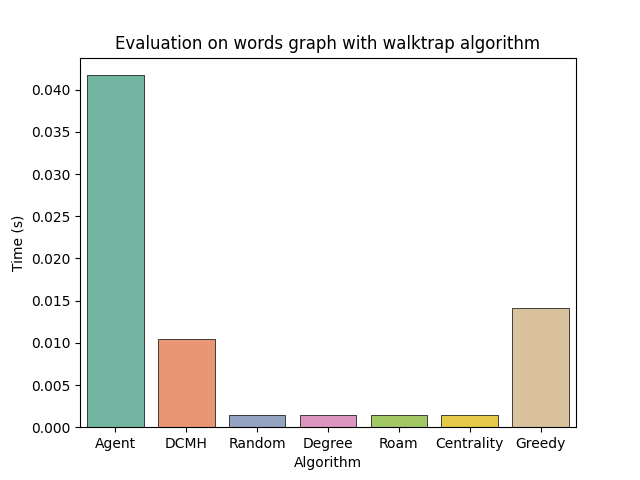 Evaluation on words graph with walktrap algorithm
0.040
0.035
0.030
0.025
0.020
0.015
0.010
0.005
0.000
Time (s)
Agent DCMH Random Degree Roam Centrality Greedy
Algorithm